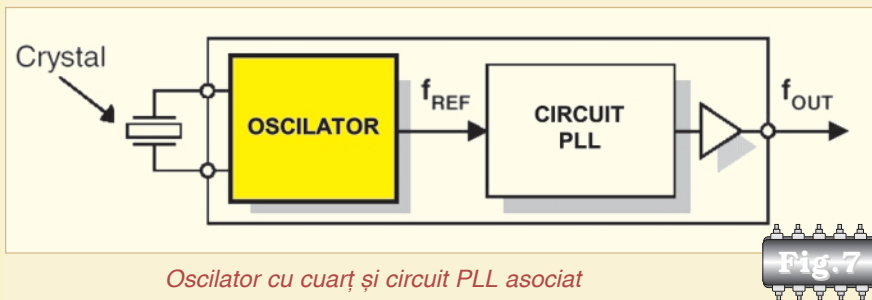 Crystal
OSCILATOR
fREF
CIRCUIT
PLL
fOUT
Oscilator cu cuarț și circuit PLL asociat
Fig.7